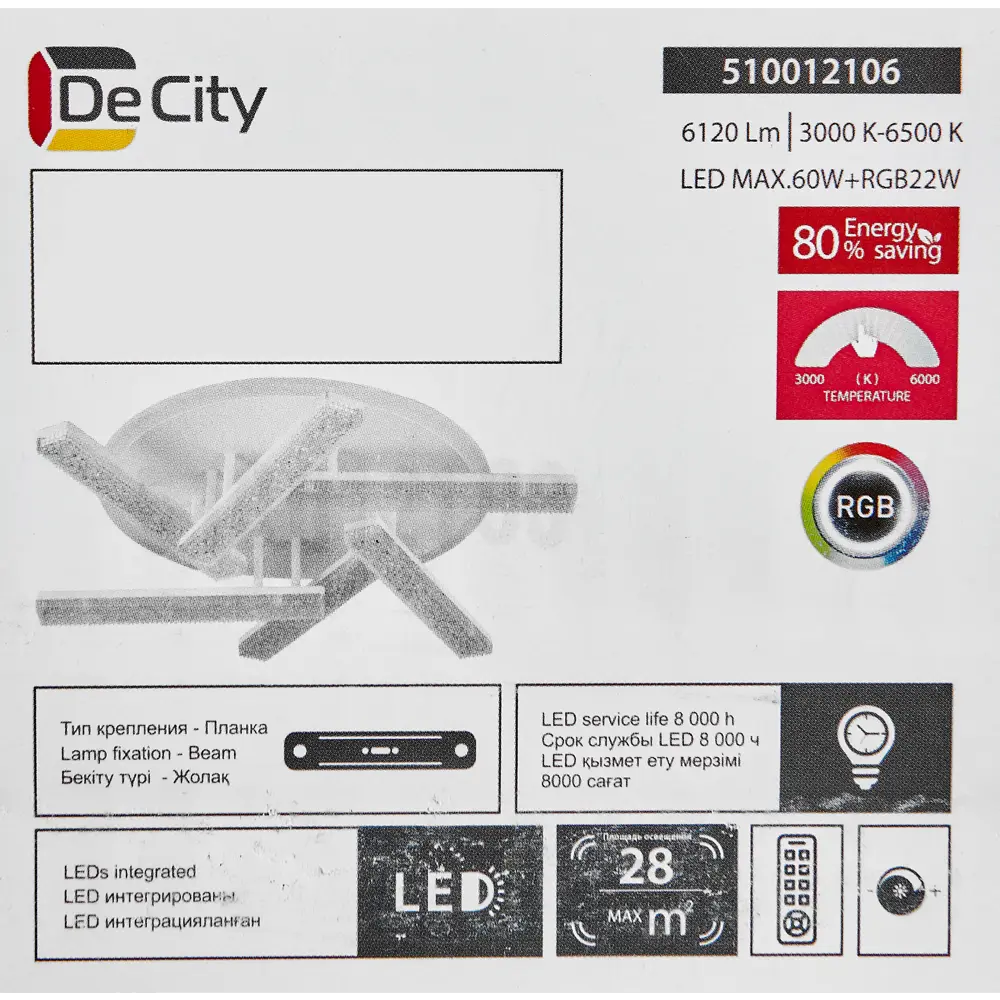 De City
510012106
6120 Lm | 3000 K-6500 K
LED MAX.60W+RGB22W
80 % Energy saving
3000 (K) 6000
TEMPERATURE
RGB
Тип крепления - Планка
Lamp fixation - Beam
Бекіту түрі - Жолақ
LED service life 8 000 h
Срок службы LED 8 000 ч
LED қызмет ету мерзімі
8000 сағат
LEDs integrated
LED интегрированы
LED интеграцияланған
LED
Площадь освещения
28
MAX m²
- +